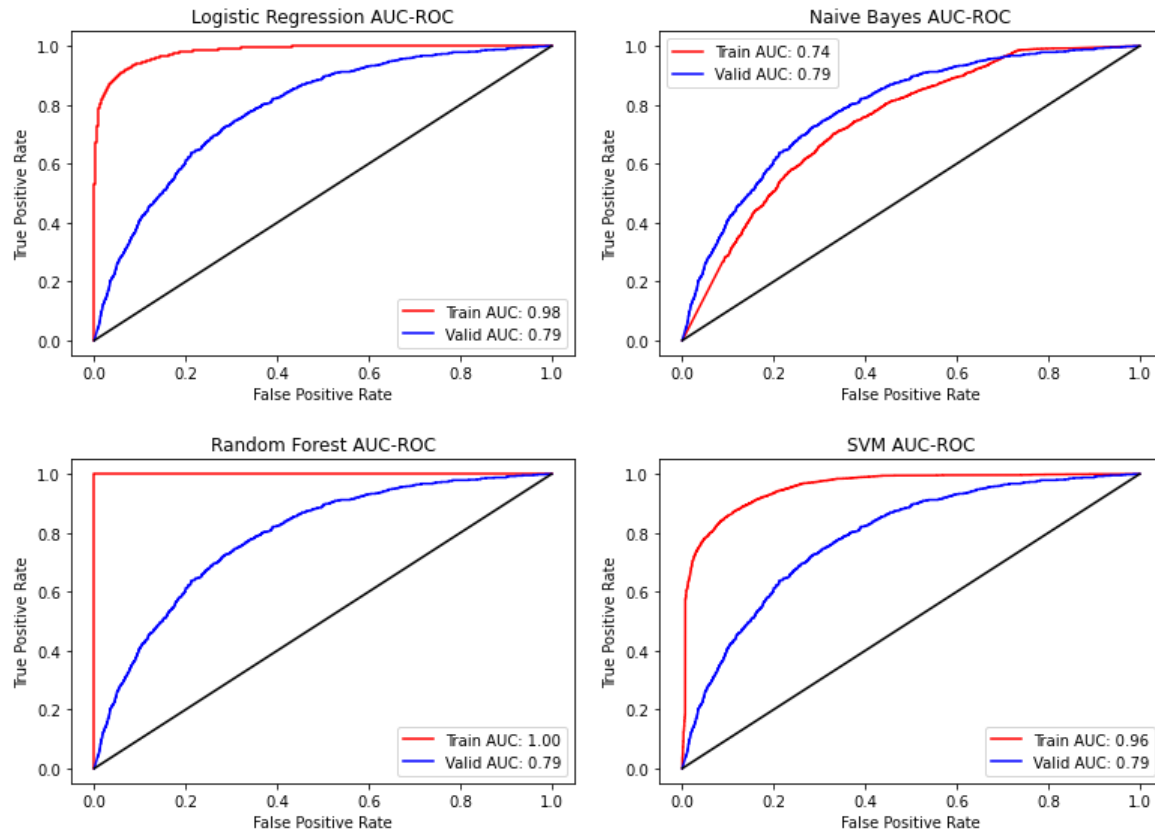 Logistic Regression AUC-ROC
1.0
0.8
0.6
0.4
0.2
0.0
True Positive Rate
Train AUC: 0.98
Valid AUC: 0.79
0.0 0.2 0.4 0.6 0.8 1.0
False Positive Rate
Naive Bayes AUC-ROC
1.0
0.8
0.6
0.4
0.2
0.0
True Positive Rate
Train AUC: 0.74
Valid AUC: 0.79
0.0 0.2 0.4 0.6 0.8 1.0
False Positive Rate
Random Forest AUC-ROC
1.0
0.8
0.6
0.4
0.2
0.0
True Positive Rate
Train AUC: 1.00
Valid AUC: 0.79
0.0 0.2 0.4 0.6 0.8 1.0
False Positive Rate
SVM AUC-ROC
1.0
0.8
0.6
0.4
0.2
0.0
True Positive Rate
Train AUC: 0.96
Valid AUC: 0.79
0.0 0.2 0.4 0.6 0.8 1.0
False Positive Rate